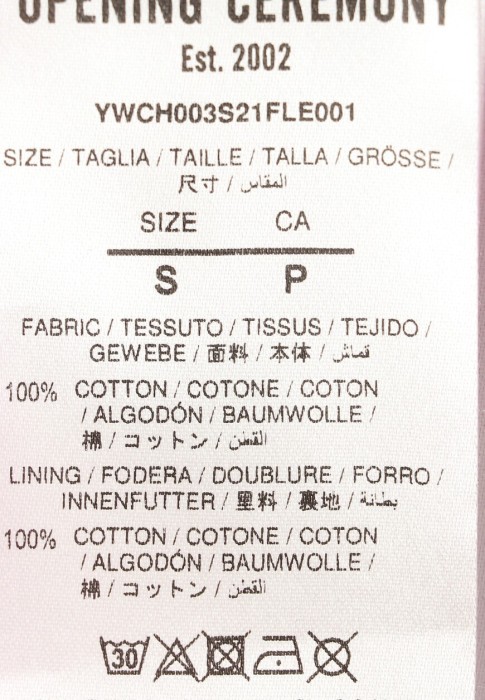 OPENING CEREMONY
Est. 2002
YWCH003S21FLE001
SIZE / TAGLIA / TAILLE / TALLA / GRÖSSE /
尺寸 / المقاس
SIZE CA
S P
FABRIC / TESSUTO / TISSUS / TEJIDO /
GEWEBE / 面料 / 本体 / قماش
100% COTTON / COTONE / COTON
/ ALGODÓN / BAUMWOLLE /
棉 / コットン / القطن
LINING / FODERA / DOUBLURE / FORRO /
INNENFUTTER / 里料 / 裏地 / بطانة
100% COTTON / COTONE / COTON
/ ALGODÓN / BAUMWOLLE /
棉 / コットン / القطن
30